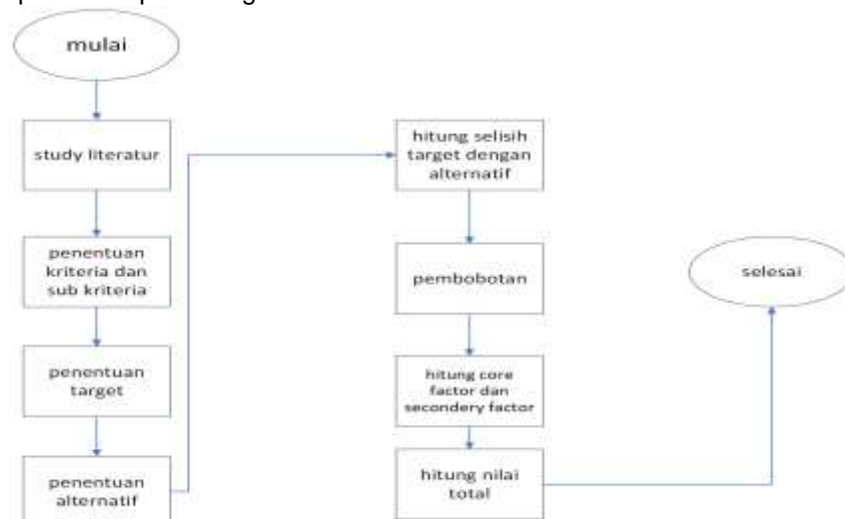 mulai
study literatur
penentuan
kriteria dan
sub kriteria
penentuan
target
penentuan
alternatif
hitung selisih
target dengan
alternatif
pembobotan
hitung core
factor dan
secondery factor
hitung nilai
total
selesai